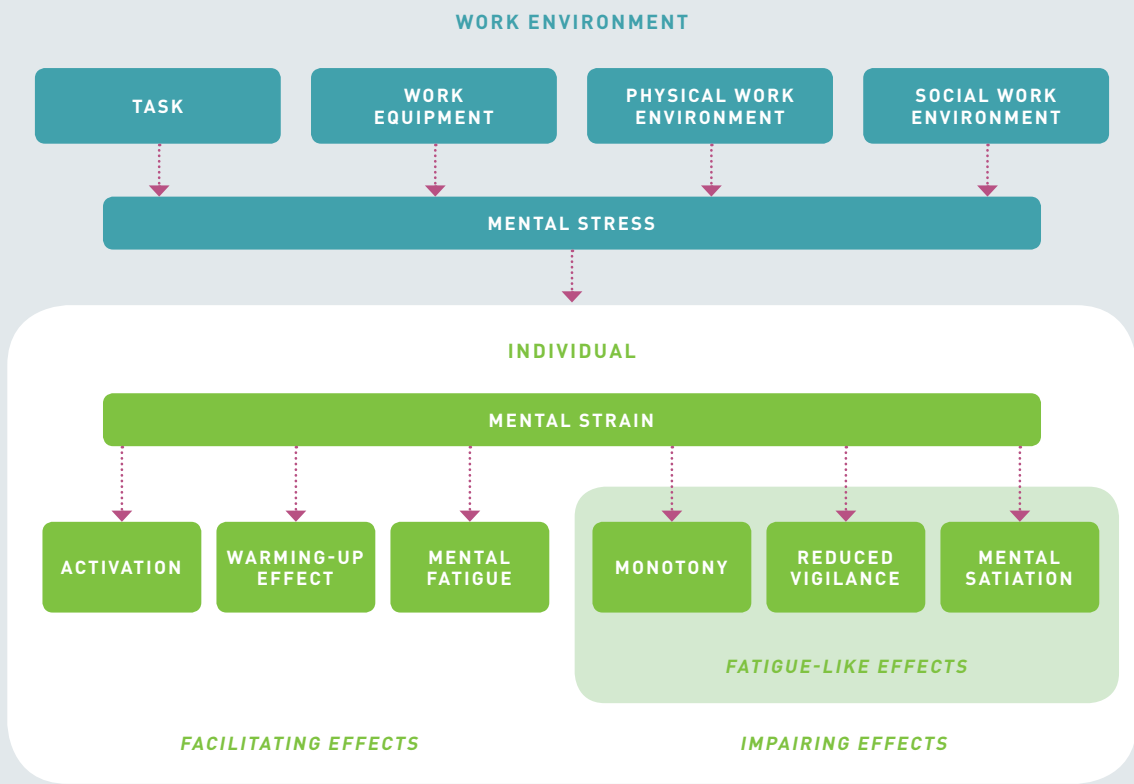 WORK ENVIRONMENT
TASK
WORK
EQUIPMENT
PHYSICAL WORK
ENVIRONMENT
SOCIAL WORK
ENVIRONMENT
MENTAL STRESS
INDIVIDUAL
MENTAL STRAIN
ACTIVATION
WARMING-UP
EFFECT
MENTAL
FATIGUE
MONOTONY
REDUCED
VIGILANCE
MENTAL
SATIATION
FATIGUE-LIKE EFFECTS
FACILITATING EFFECTS
IMPAIRING EFFECTS